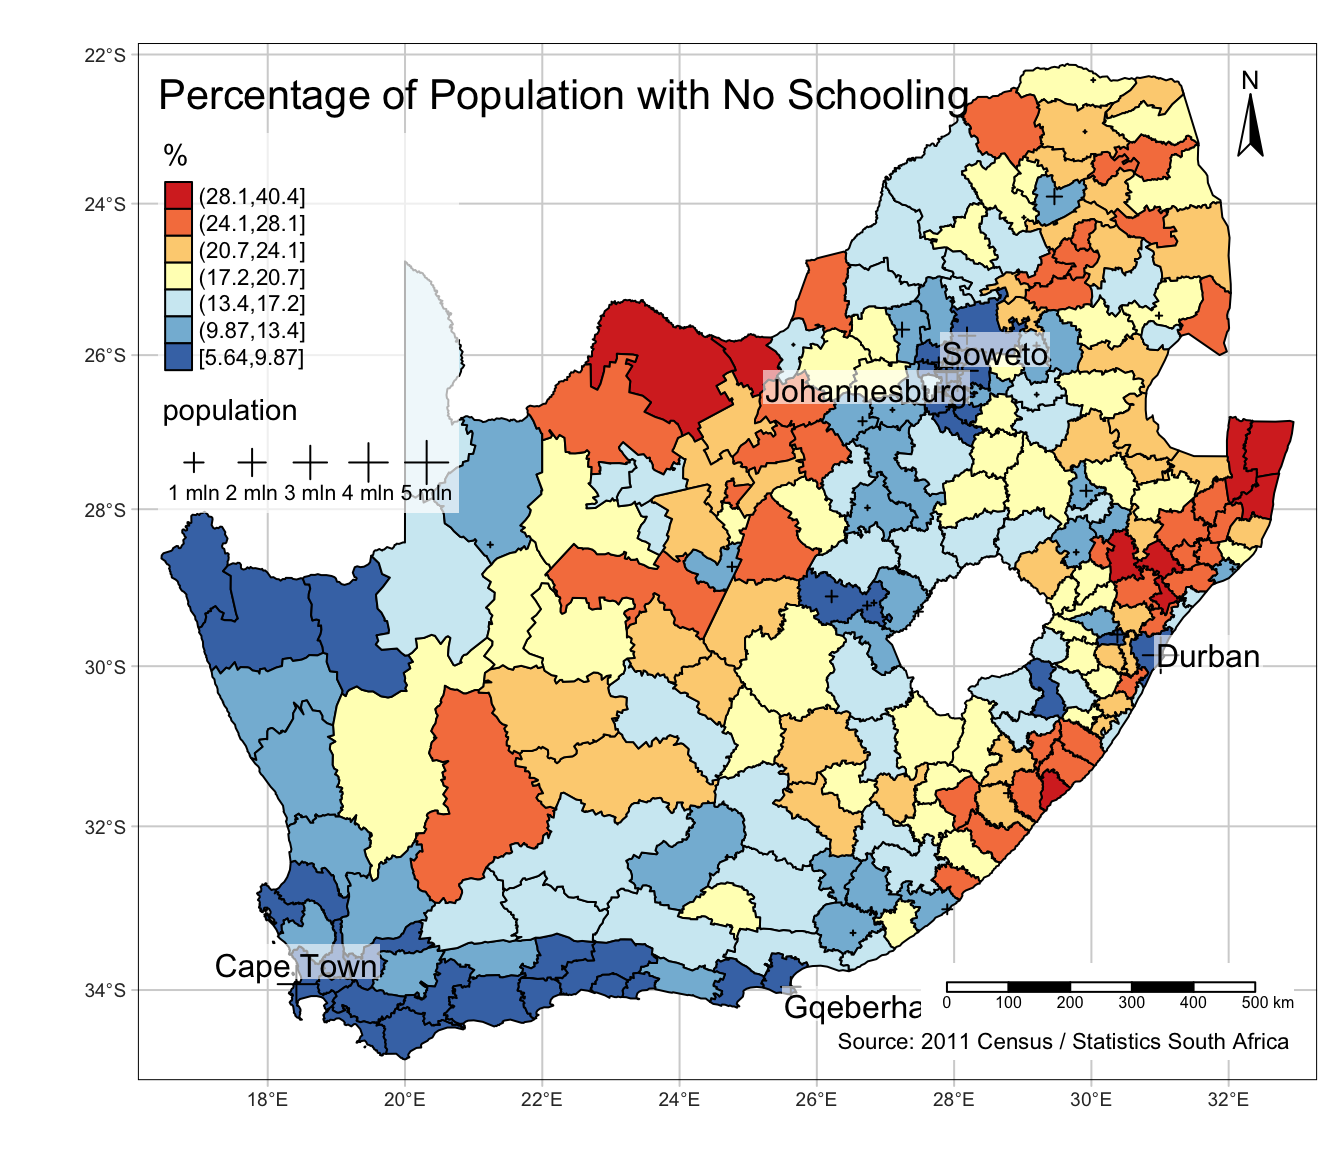 22°S
Percentage of Population with No Schooling
N
%
(28.1,40.4]
24°S
(24.1,28.1]
(20.7,24.1]
(17.2,20.7]
(13.4,17.2]
(9.87,13.4]
26°S
[5.64,9.87]
Soweto
Johannesburg
population
1 mln 2 mln 3 mln 4 mln 5 mln
28°S
30°S
Durban
32°S
Cape Town
34°S
Gqeberha
0 100 200 300 400 500 km
Source: 2011 Census / Statistics South Africa
18°E 20°E 22°E 24°E 26°E 28°E 30°E 32°E